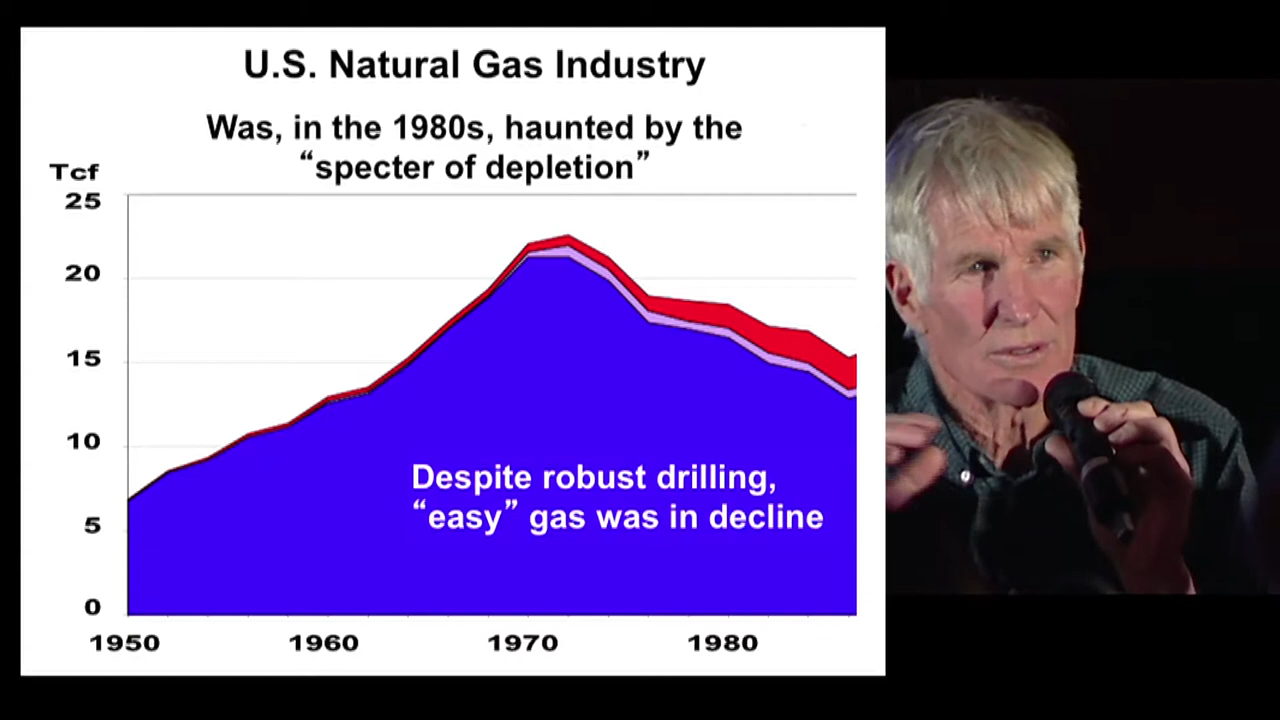 U.S. Natural Gas Industry
Was, in the 1980s, haunted by the
“specter of depletion”
Tcf
25
20
15
10
5
0
Despite robust drilling,
“easy” gas was in decline
1950 1960 1970 1980